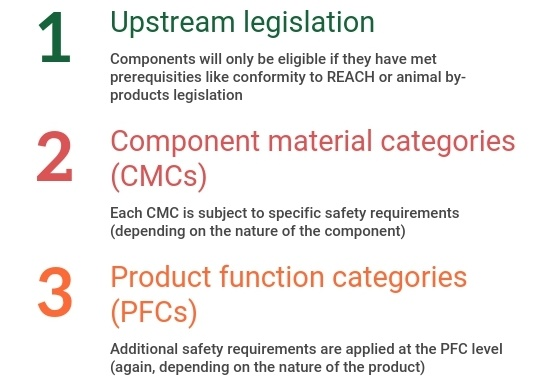 1
Upstream legislation
Components will only be eligible if they have met
prerequisities like conformity to REACH or animal by-
products legislation
2
Component material categories
(CMCs)
Each CMC is subject to specific safety requirements
(depending on the nature of the component)
3
Product function categories
(PFCs)
Additional safety requirements are applied at the PFC level
(again, depending on the nature of the product)